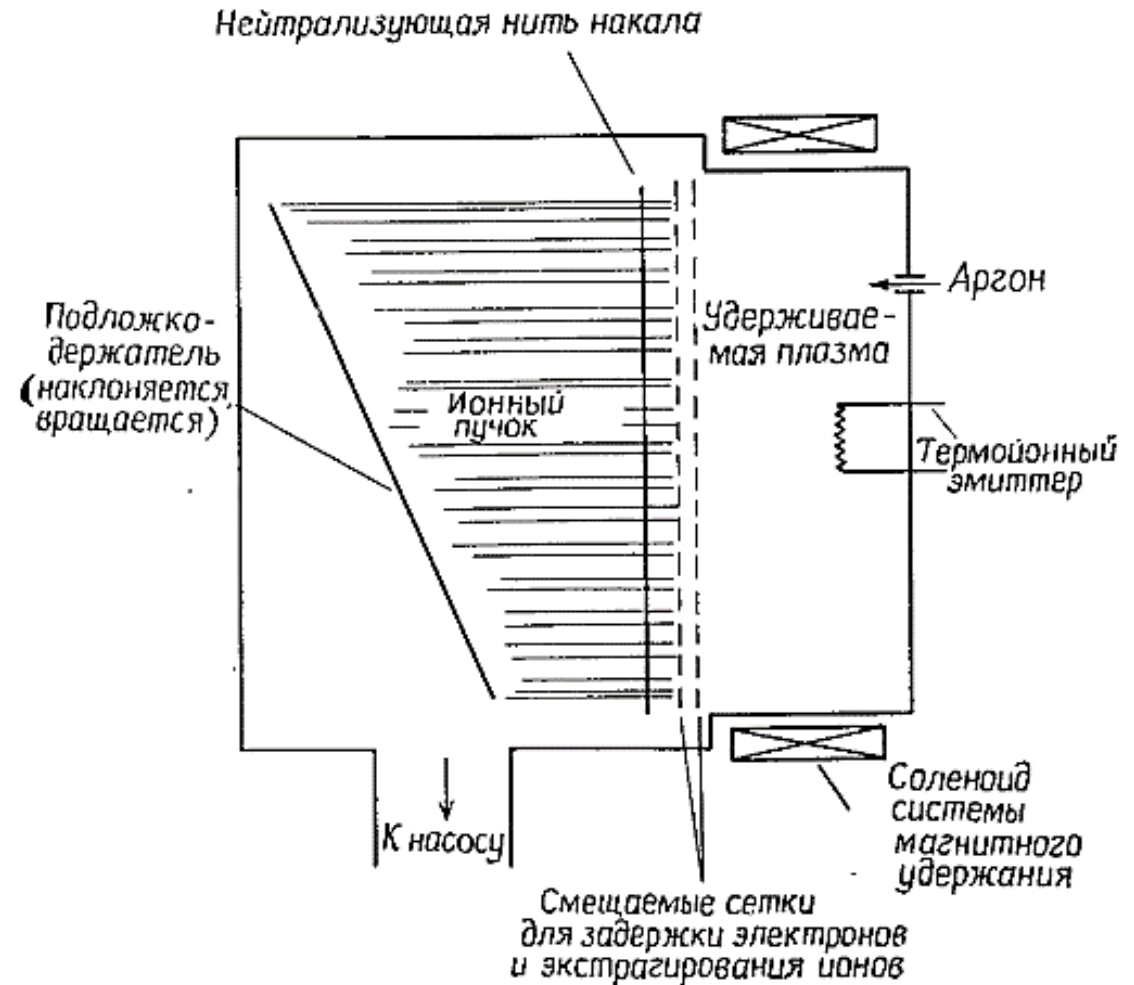 Нейтрализующая нить накала
Аргон
Подложко-
держатель
(наклоняется,
вращается)
Удерживае-
мая плазма
Ионный
пучок
Термойонный
эмиттер
К насосу
Соленоид
системы
магнитного
удержания
Смещаемые сетки
для задержки электронов
и экстрагирования ионов